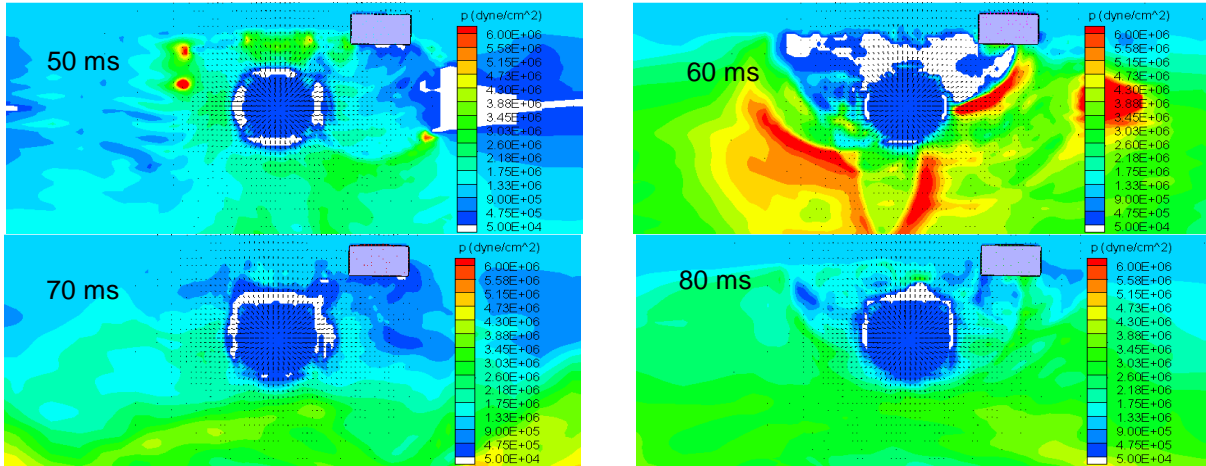 50 ms
p (dyne/cm^2)
6.00E+06
5.58E+06
5.15E+06
4.73E+06
4.30E+06
3.88E+06
3.45E+06
3.03E+06
2.60E+06
2.18E+06
1.75E+06
1.33E+06
9.00E+05
4.75E+05
5.00E+04
60 ms
p (dyne/cm^2)
6.00E+06
5.58E+06
5.15E+06
4.73E+06
4.30E+06
3.88E+06
3.45E+06
3.03E+06
2.60E+06
2.18E+06
1.75E+06
1.33E+06
9.00E+05
4.75E+05
5.00E+04
70 ms
p (dyne/cm^2)
6.00E+06
5.58E+06
5.15E+06
4.73E+06
4.30E+06
3.88E+06
3.45E+06
3.03E+06
2.60E+06
2.18E+06
1.75E+06
1.33E+06
9.00E+05
4.75E+05
5.00E+04
80 ms
p (dyne/cm^2)
6.00E+06
5.58E+06
5.15E+06
4.73E+06
4.30E+06
3.88E+06
3.45E+06
3.03E+06
2.60E+06
2.18E+06
1.75E+06
1.33E+06
9.00E+05
4.75E+05
5.00E+04